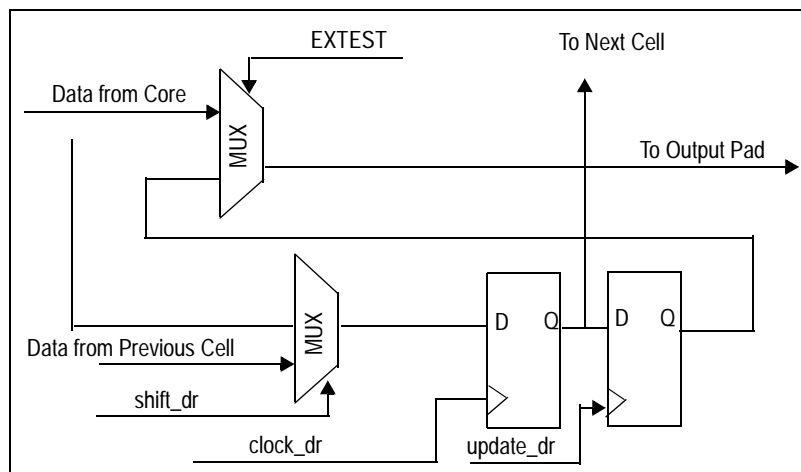 EXTEST
To Next Cell
Data from Core
MUX
To Output Pad
MUX
D
Q
D
Q
Data from Previous Cell
shift_dr
clock_dr
update_dr